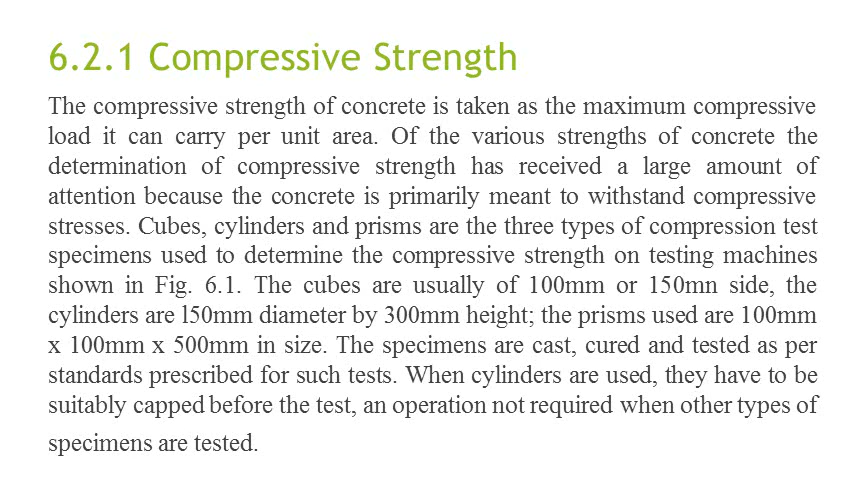 6.2.1 Compressive Strength
The compressive strength of concrete is taken as the maximum compressive
load it can carry per unit area. Of the various strengths of concrete the
determination of compressive strength has received a large amount of
attention because the concrete is primarily meant to withstand compressive
stresses. Cubes, cylinders and prisms are the three types of compression test
specimens used to determine the compressive strength on testing machines
shown in Fig. 6.1. The cubes are usually of 100mm or 150mn side, the
cylinders are l50mm diameter by 300mm height; the prisms used are 100mm
x 100mm x 500mm in size. The specimens are cast, cured and tested as per
standards prescribed for such tests. When cylinders are used, they have to be
suitably capped before the test, an operation not required when other types of
specimens are tested.